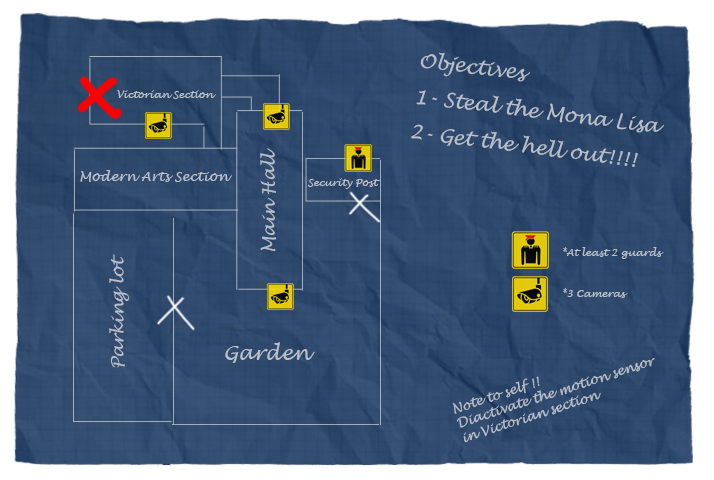 Objectives
1- Steal the Mona Lisa
2- Get the hell out!!!!
Victorian Section
Modern Arts Section
Main Hall
Security Post
Parking lot
Garden
*At least 2 guards
*3 Cameras
Note to self !!
Diactivate the motion sensor
in Victorian section